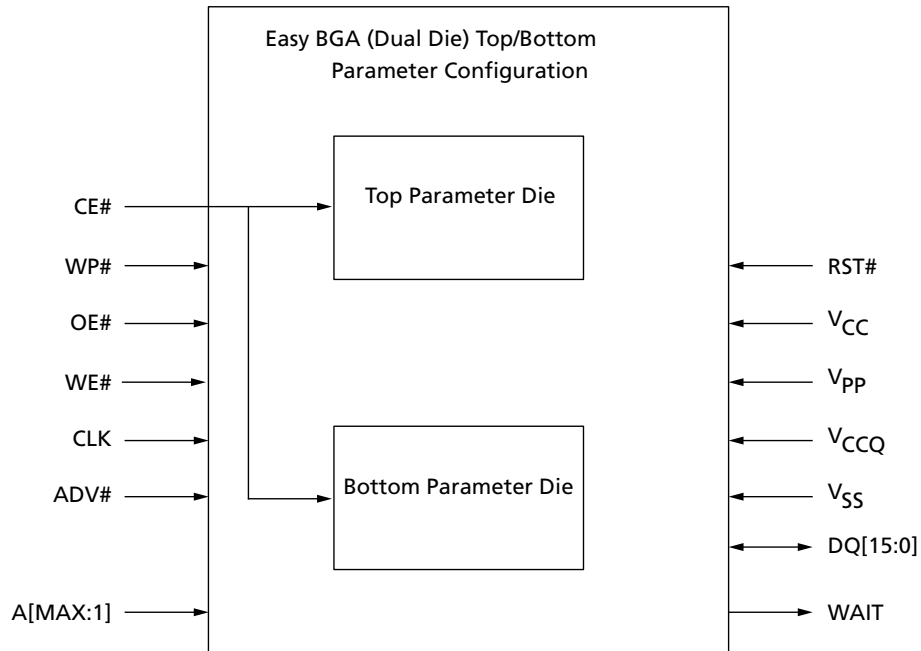 Easy BGA (Dual Die) Top/Bottom
Parameter Configuration
Top Parameter Die
Bottom Parameter Die
CE#
WP#
OE#
WE#
CLK
ADV#
A[MAX:1]
RST#
VCC
VPP
VCCQ
VSS
DQ[15:0]
WAIT